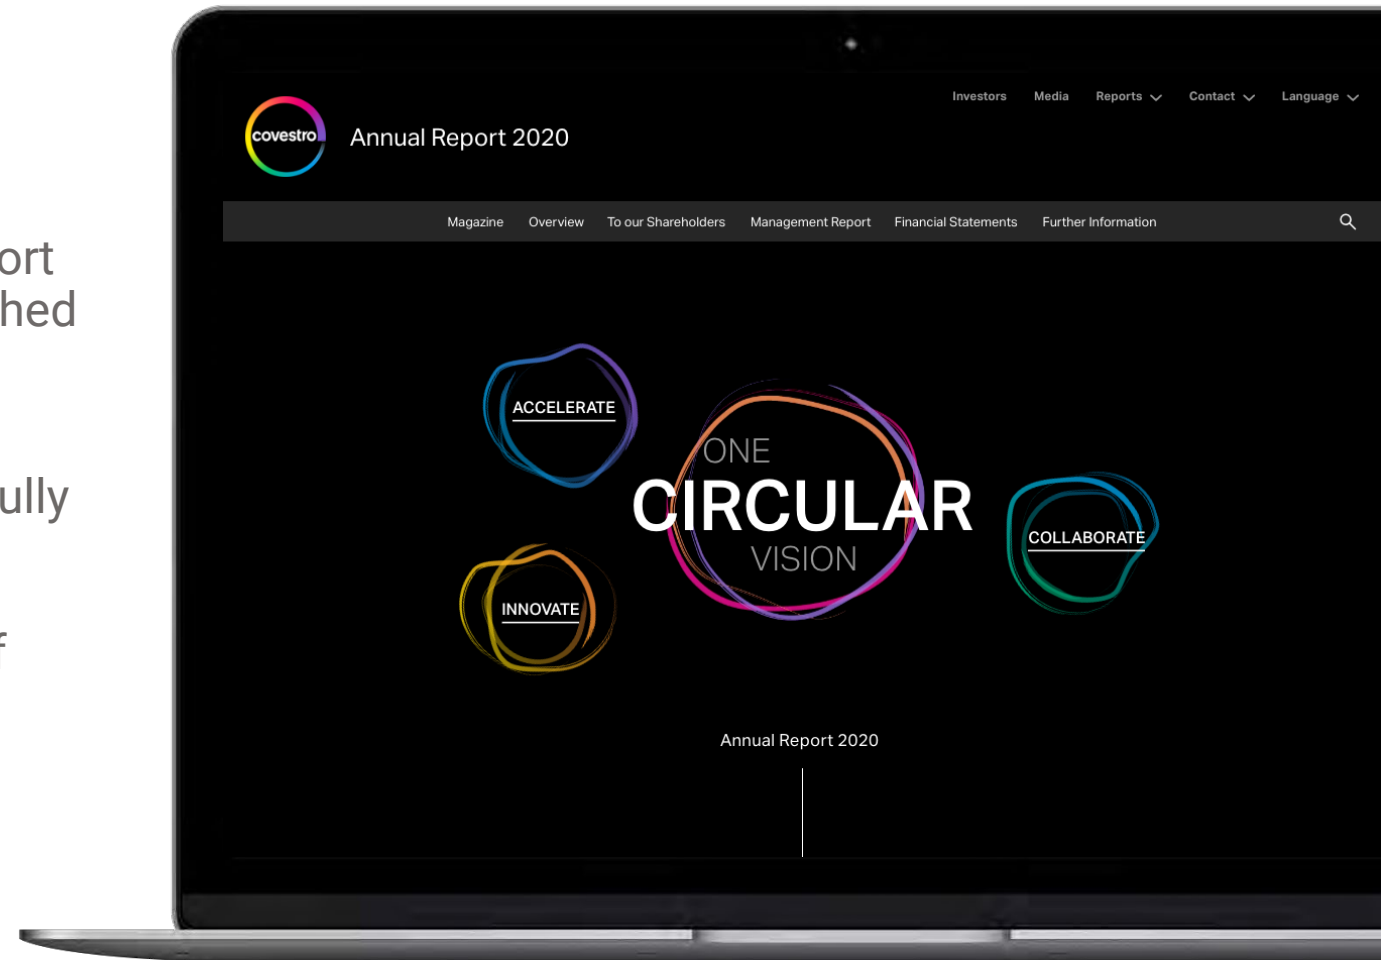 ort
hed
ully
f
Investors Media Reports Contact Language
covestro
Annual Report 2020
Magazine Overview To our Shareholders Management Report Financial Statements Further Information
ACCELERATE
ONE
CIRCULAR
VISION
COLLABORATE
INNOVATE
Annual Report 2020